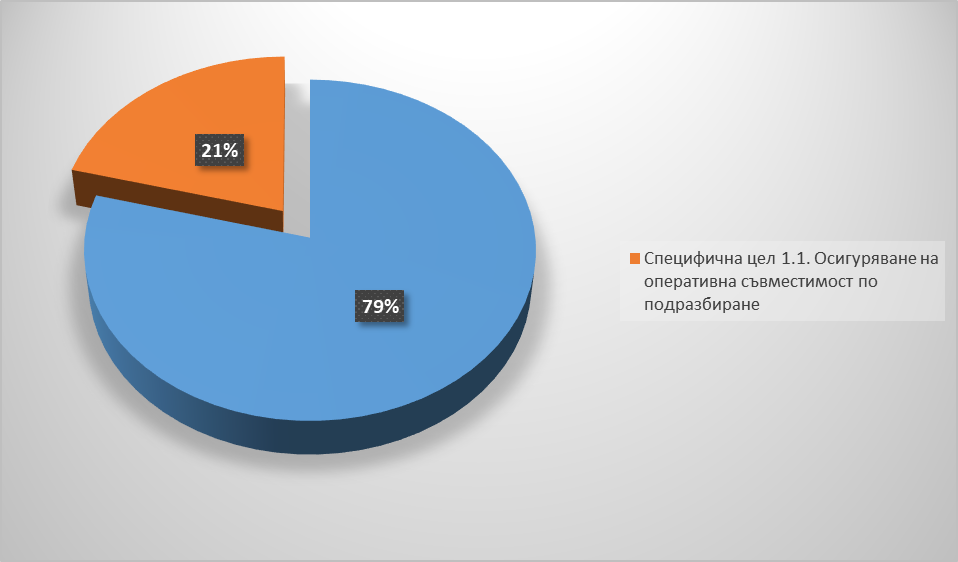 21%
79%
Специфична цел 1.1. Осигуряване на
оперативна съвместимост по
подразбиране